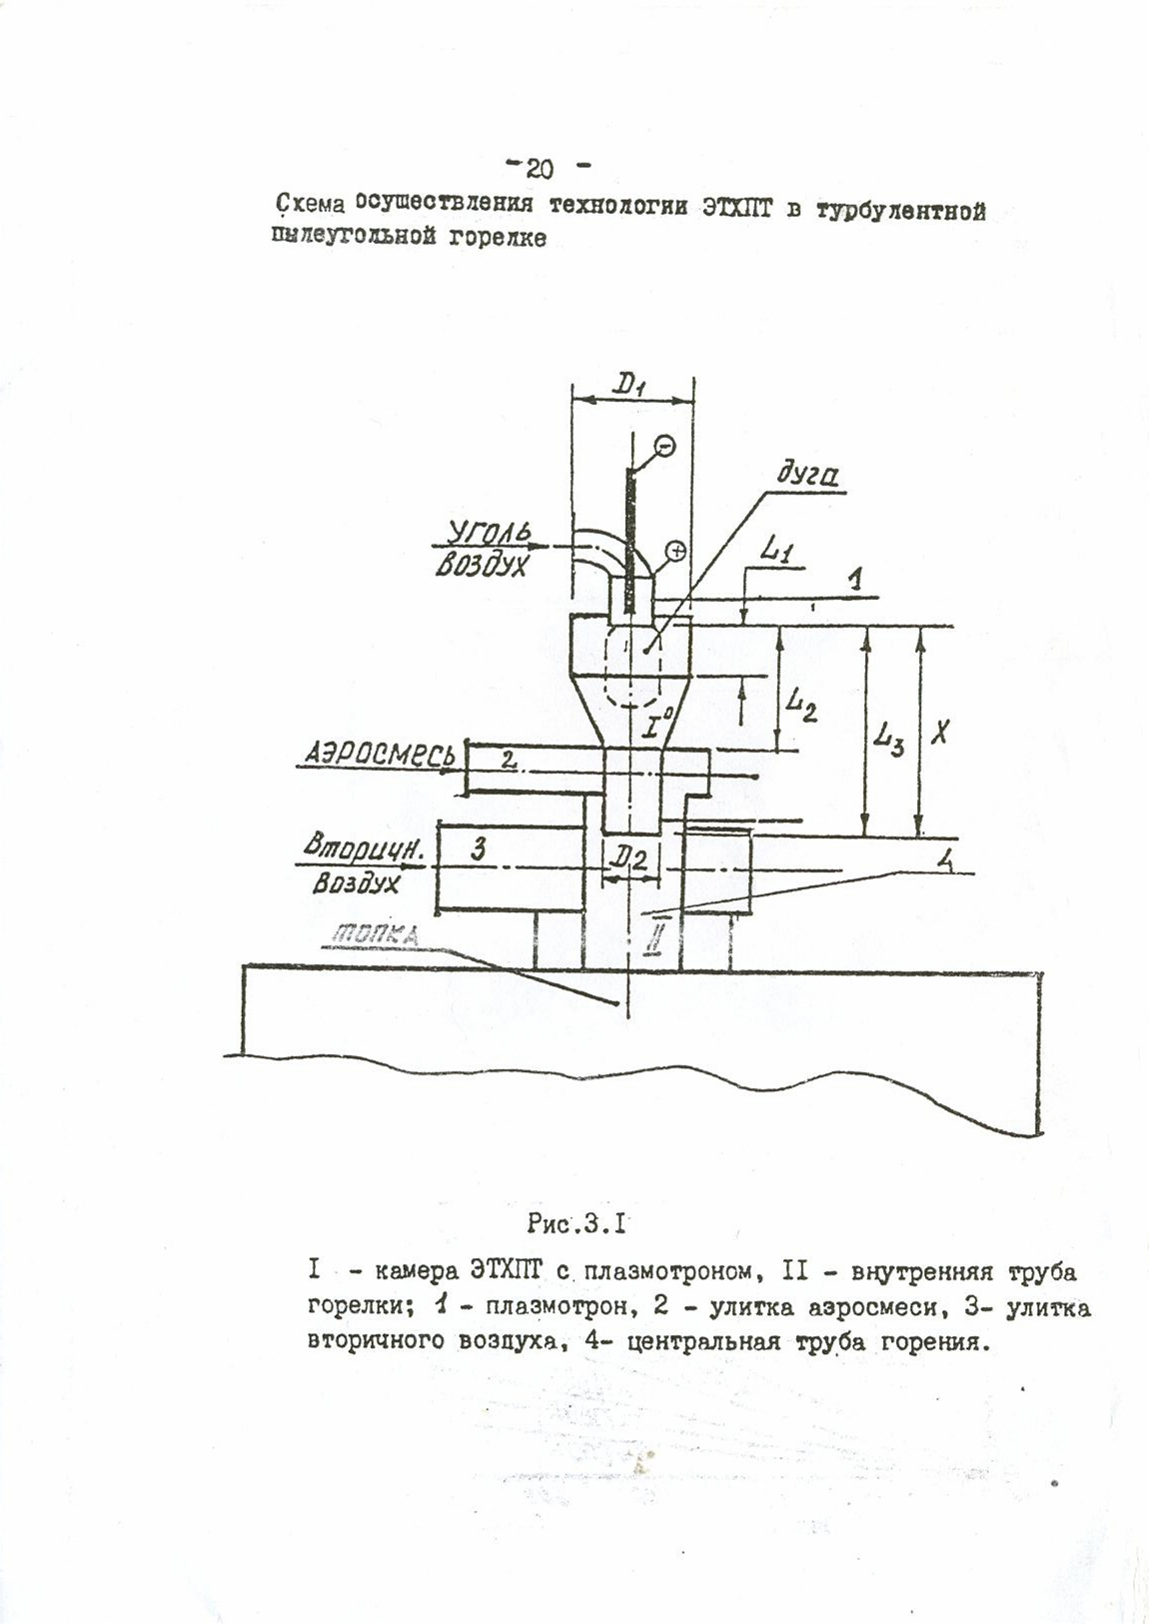 -20 -
Схема осуществления технологии ЭТХПТ в турбулентной
пылеугольной горелке
D1
-
дуга
уголь
воздух
+
L1
1
I
L2
L3
X
Аэросмесь
2
Вторичн.
воздух
3
D2
4
II
топка
Рис.3.I
I - камера ЭТХПТ с плазмотроном, II - внутренняя труба
горелки; 1 - плазмотрон, 2 - улитка аэросмеси, 3- улитка
вторичного воздуха, 4- центральная труба горения.